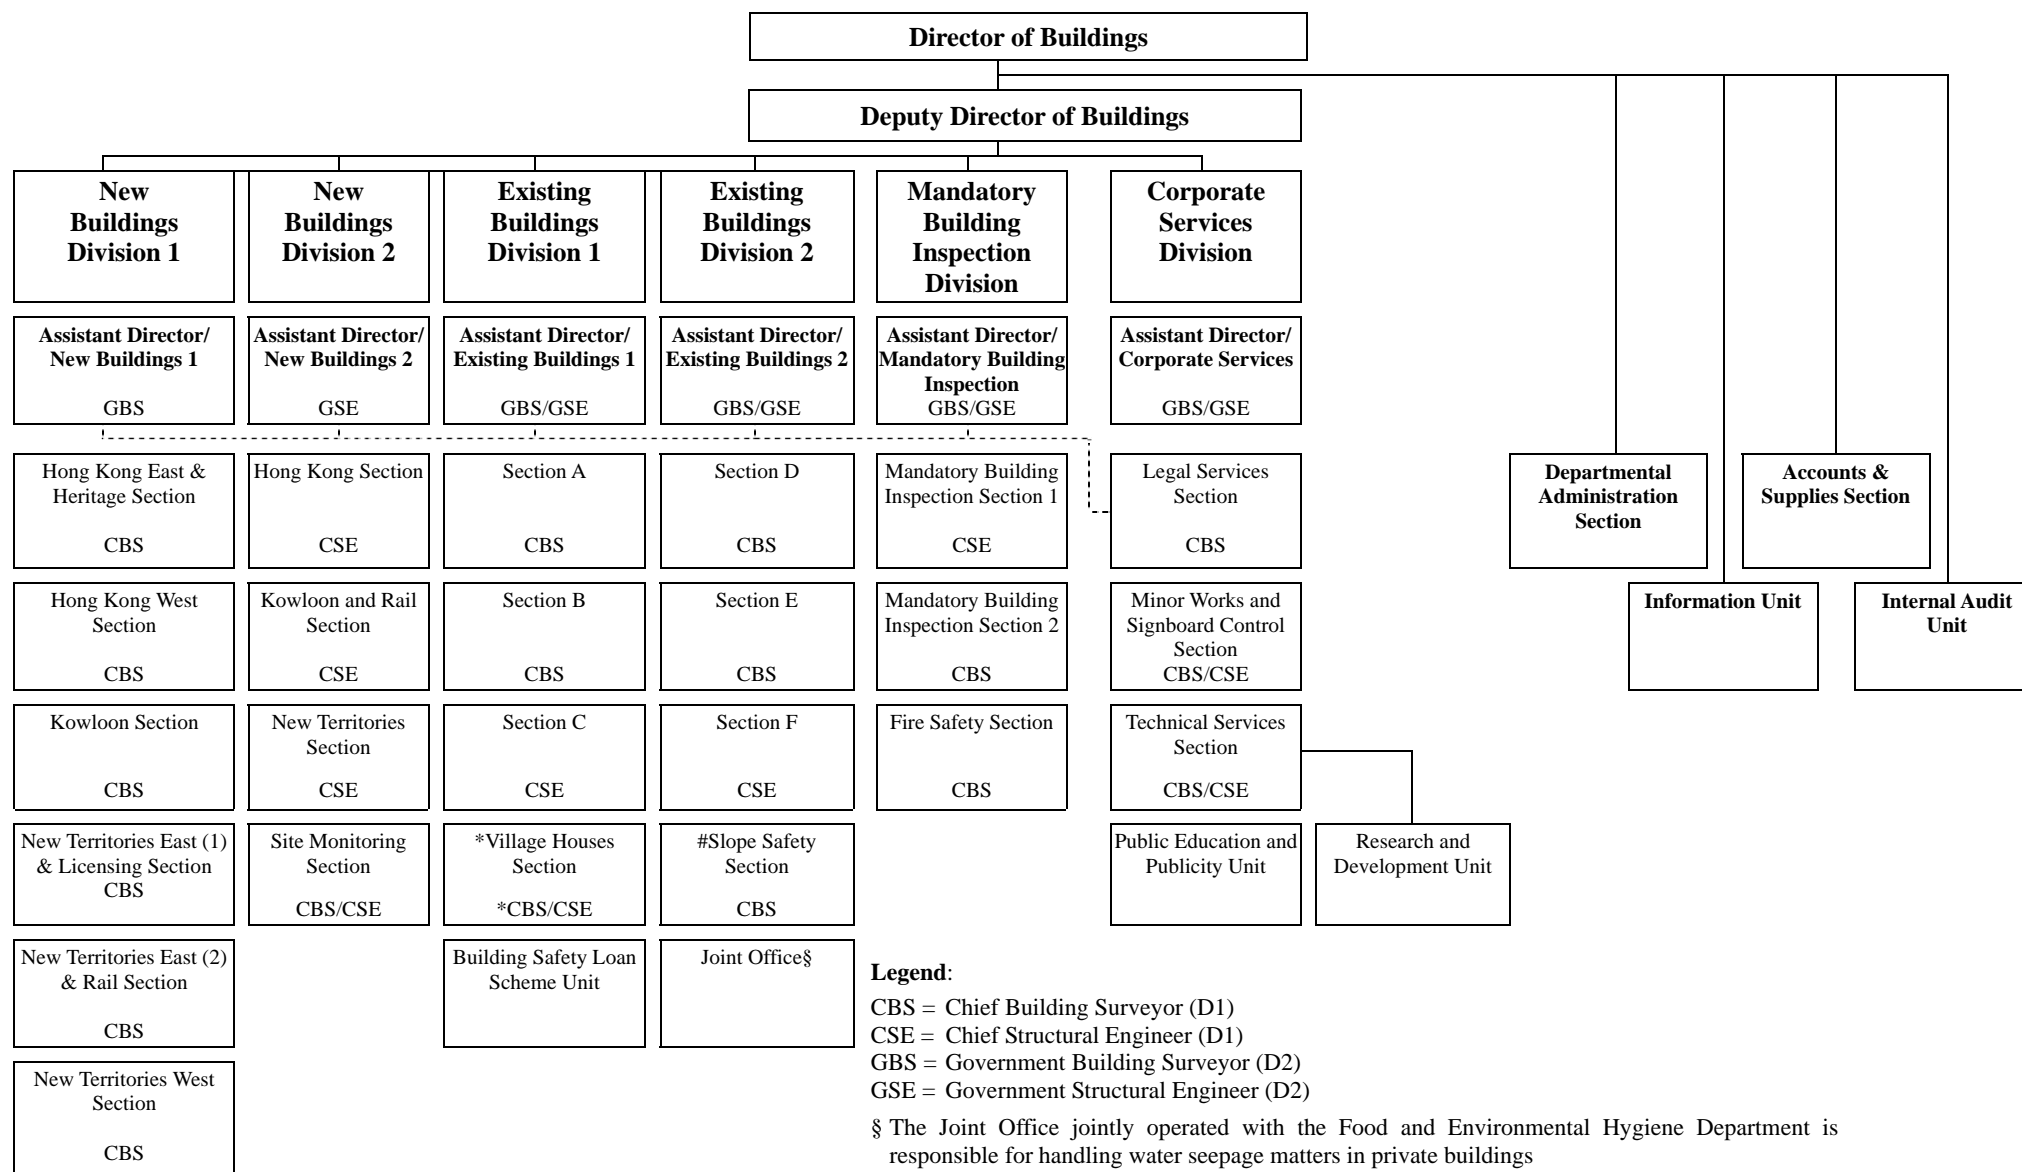 Director of Buildings
Deputy Director of Buildings
New
Buildings
Division 1
New
Buildings
Division 2
Existing
Buildings
Division 1
Existing
Buildings
Division 2
Mandatory
Building
Inspection
Division
Corporate
Services
Division
Assistant Director/
New Buildings 1
GBS
Assistant Director/
New Buildings 2
GSE
Assistant Director/
Existing Buildings 1
GBS/GSE
Assistant Director/
Existing Buildings 2
GBS/GSE
Assistant Director/
Mandatory Building
Inspection
GBS/GSE
Assistant Director/
Corporate Services
GBS/GSE
Hong Kong East &
Heritage Section
CBS
Hong Kong Section
CSE
Section A
CBS
Section D
CBS
Mandatory Building
Inspection Section 1
CSE
Legal Services
Section
CBS
Departmental
Administration
Section
Accounts &
Supplies Section
Hong Kong West
Section
CBS
Kowloon and Rail
Section
CSE
Section B
CBS
Section E
CBS
Mandatory Building
Inspection Section 2
CBS
Minor Works and
Signboard Control
Section
CBS/CSE
Information Unit
Internal Audit
Unit
Kowloon Section
CBS
New Territories
Section
CSE
Section C
CSE
Section F
CSE
Fire Safety Section
CBS
Technical Services
Section
CBS/CSE
New Territories East (1)
& Licensing Section
CBS
Site Monitoring
Section
CBS/CSE
*Village Houses
Section
*CBS/CSE
#Slope Safety
Section
CBS
Public Education and
Publicity Unit
Research and
Development Unit
New Territories East (2)
& Rail Section
CBS
Building Safety Loan
Scheme Unit
Joint Office§
New Territories West
Section
CBS
Legend:
CBS = Chief Building Surveyor (D1)
CSE = Chief Structural Engineer (D1)
GBS = Government Building Surveyor (D2)
GSE = Government Structural Engineer (D2)
§ The Joint Office jointly operated with the Food and Environmental Hygiene Department is
responsible for handling water seepage matters in private buildings